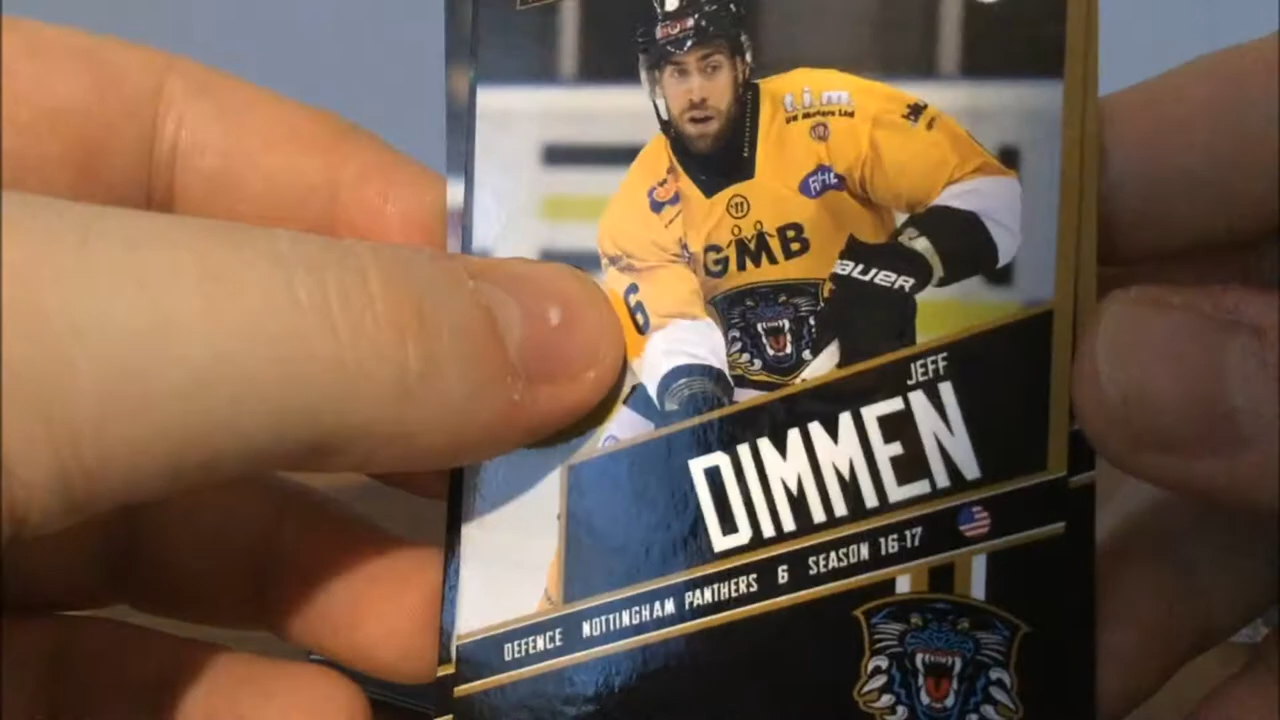 t.i.m.
GMB
BAUER
6
JEFF
DIMMEN
DEFENCE NOTTINGHAM PANTHERS 6 SEASON 16-17